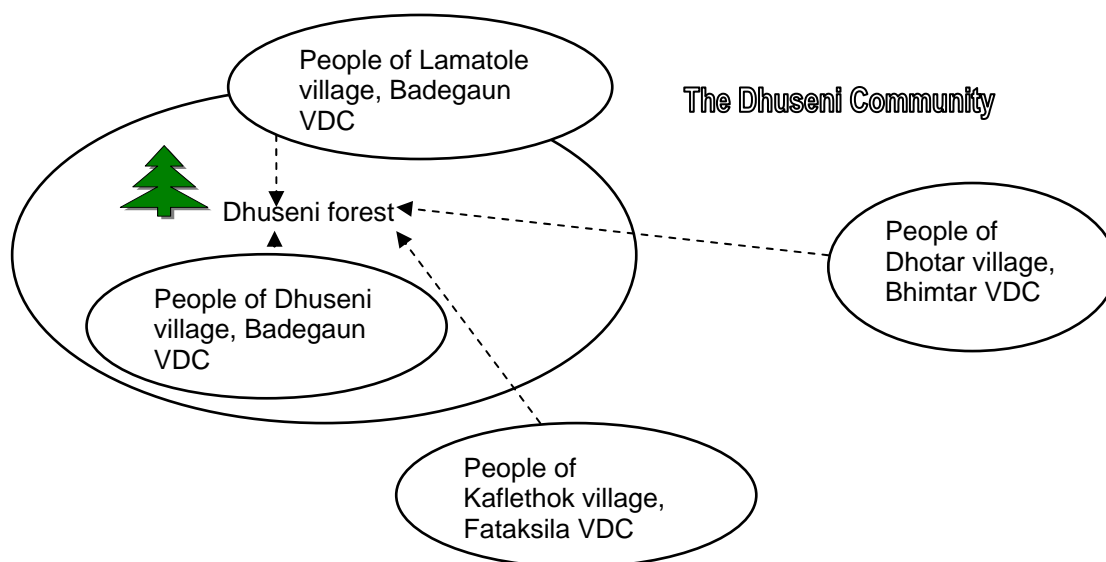 People of Lamatole
village, Badegaun
VDC
The Dhuseni Community
Dhuseni forest
People of
Dhotar village,
Bhimtar VDC
People of Dhuseni
village, Badegaun
VDC
People of
Kaflethok village,
Fataksila VDC